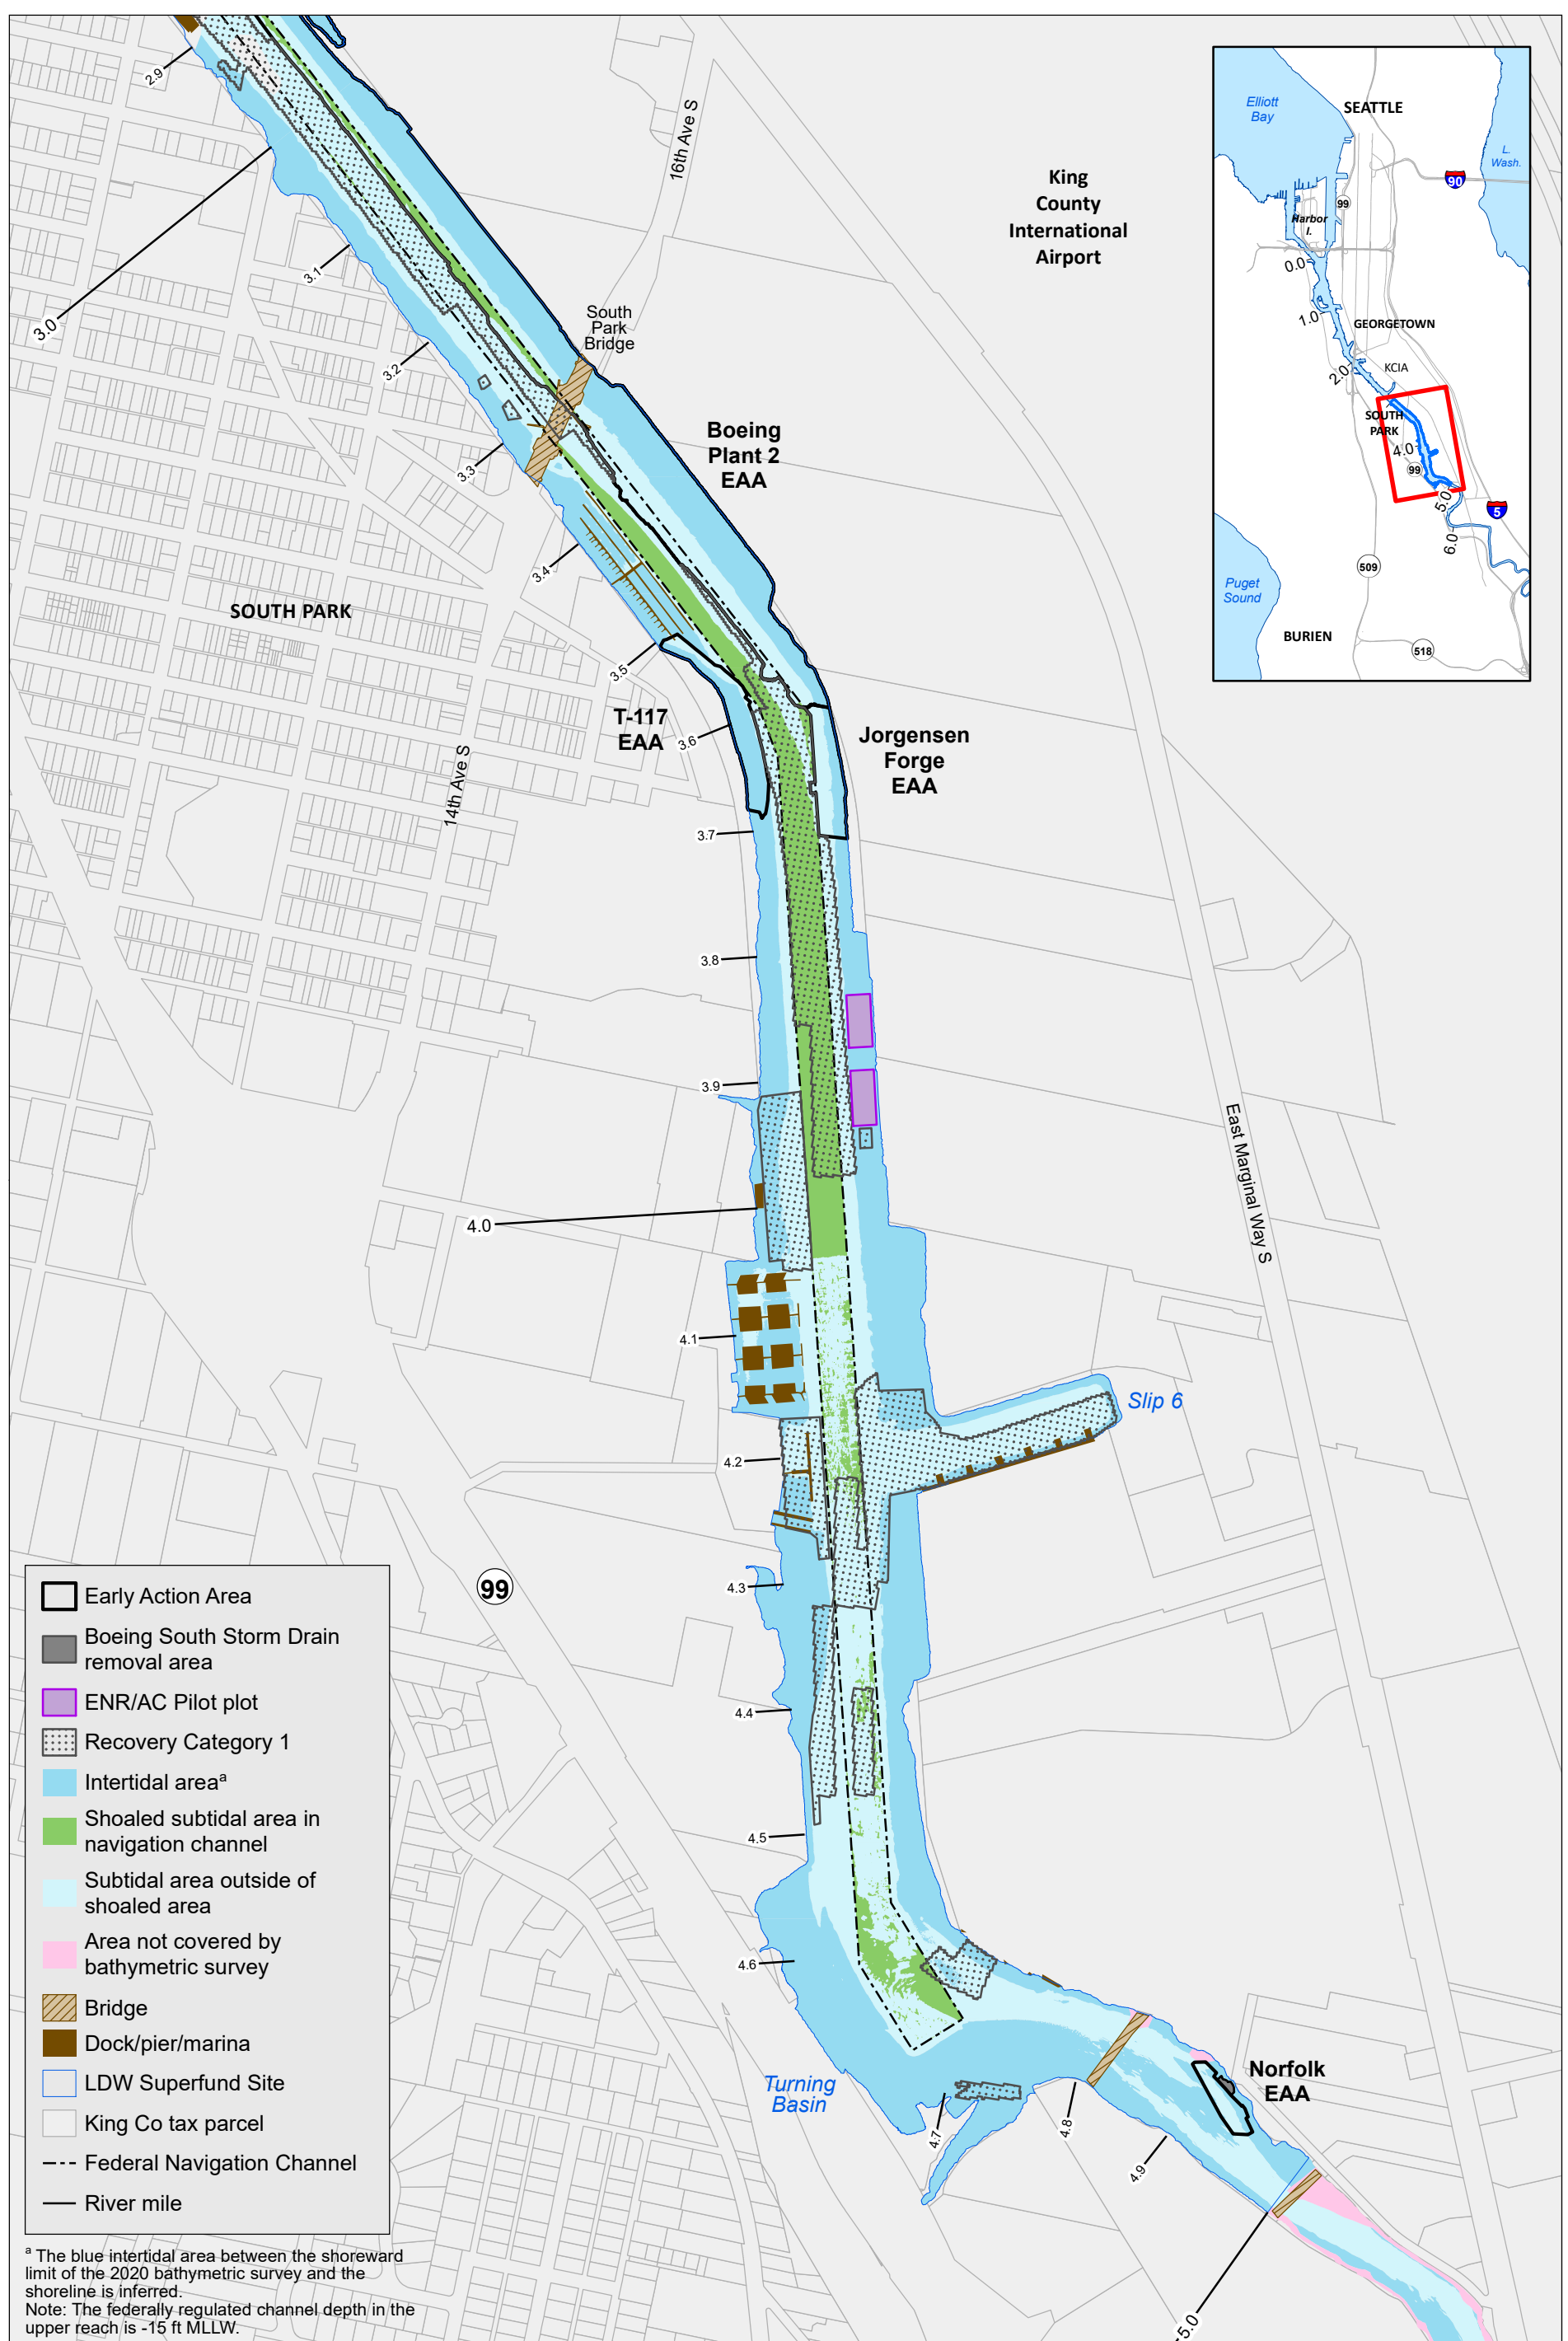 2.9
3.0
3.1
3.2
3.3
3.4
3.5
3.6
3.7
3.8
3.9
4.0
4.1
4.2
4.3
4.4
4.5
4.6
4.7
4.8
4.9
5.0
16th Ave S
South
Park
Bridge
King
County
International
Airport
Boeing
Plant 2
EAA
SOUTH PARK
T-117
EAA
Jorgensen
Forge
EAA
14th Ave S
East Marginal Way S
Slip 6
99
Turning
Basin
Norfolk
EAA
Elliott
Bay
SEATTLE
L.
Wash.
90
99
Harbor
I.
0.0
1.0
GEORGETOWN
2.0
KCIA
SOUTH
PARK
4.0
99
5.0
5
6.0
509
Puget
Sound
BURIEN
518
Early Action Area
Boeing South Storm Drain
removal area
ENR/AC Pilot plot
Recovery Category 1
Intertidal areaª
Shoaled subtidal area in
navigation channel
Subtidal area outside of
shoaled area
Area not covered by
bathymetric survey
Bridge
Dock/pier/marina
LDW Superfund Site
King Co tax parcel
Federal Navigation Channel
River mile
ª The blue intertidal area between the shoreward
limit of the 2020 bathymetric survey and the
shoreline is inferred.
Note: The federally regulated channel depth in the
upper reach is -15 ft MLLW.